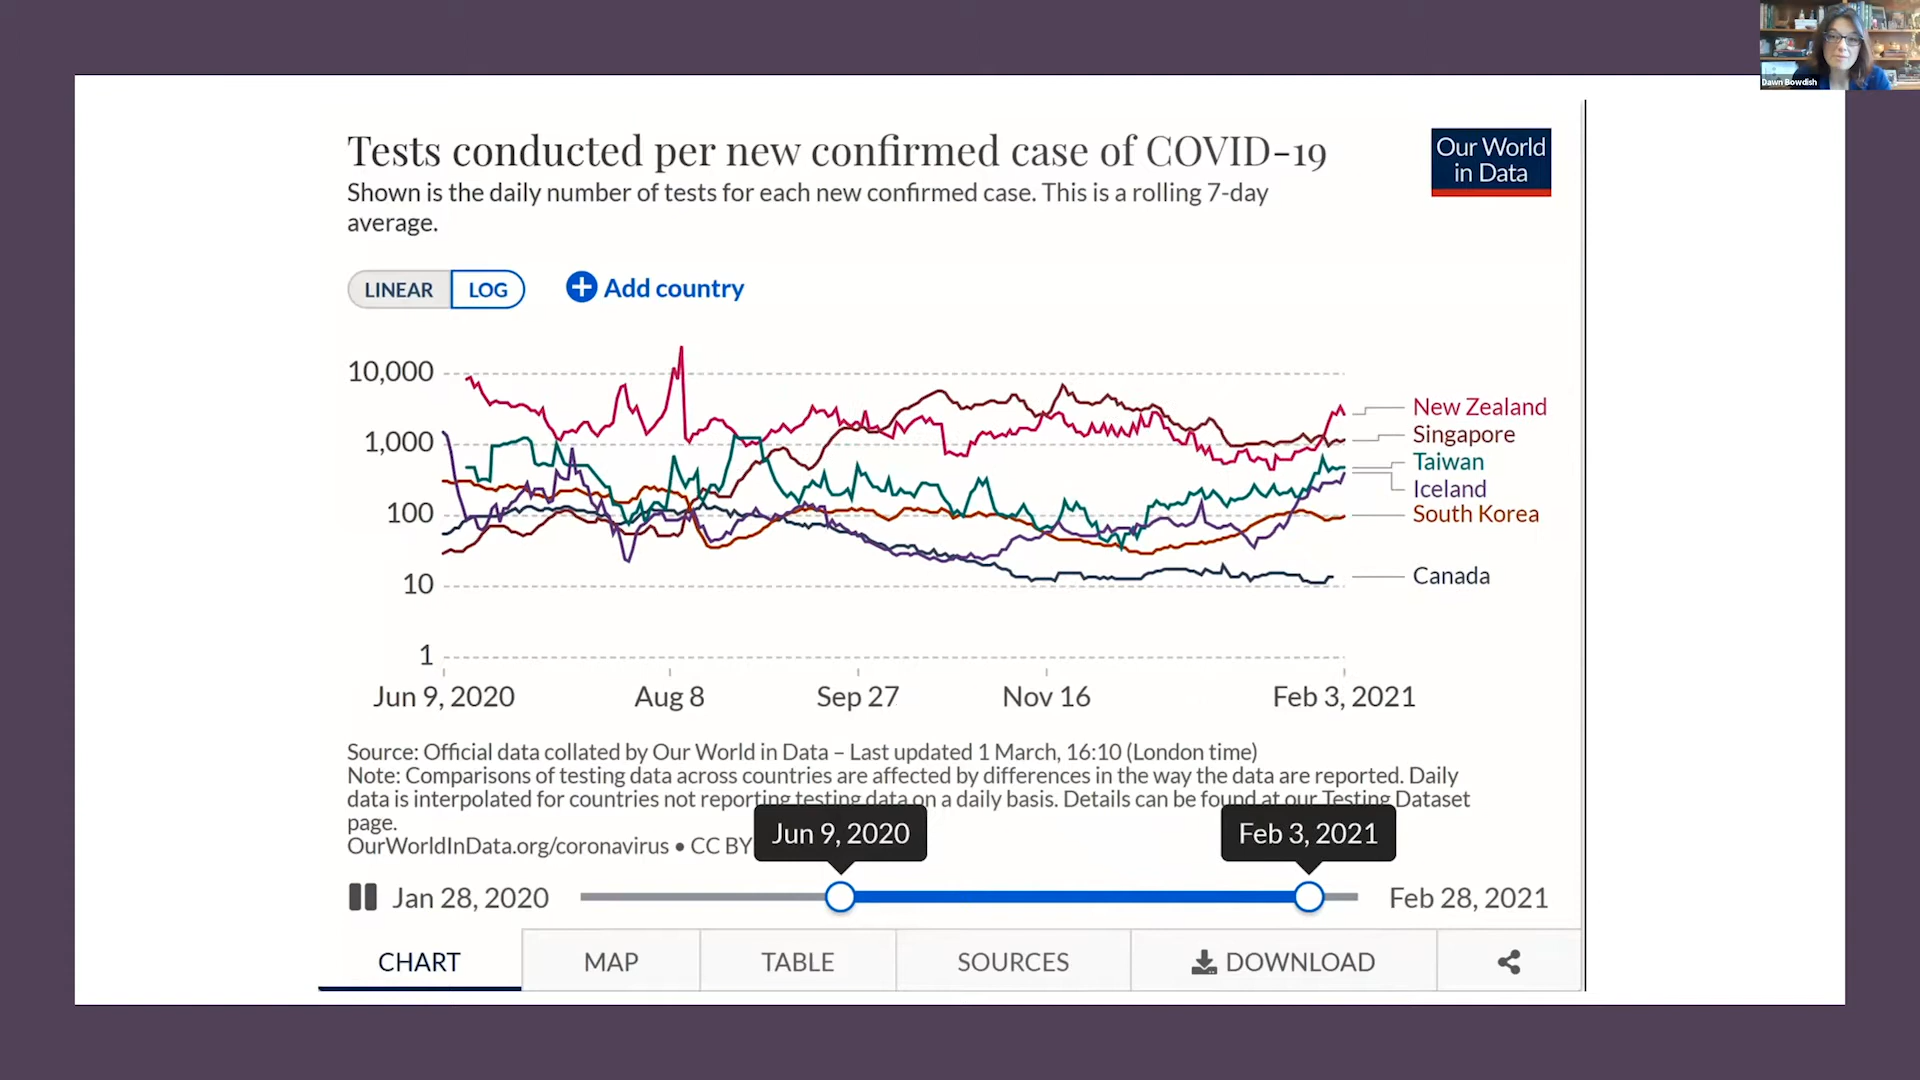 Dawn Bowdish
Tests conducted per new confirmed case of COVID-19
Our World
in Data
Shown is the daily number of tests for each new confirmed case. This is a rolling 7-day
average.
LINEAR
LOG
Add country
10,000
1,000
100
10
1
New Zealand
Singapore
Taiwan
Iceland
South Korea
Canada
Jun 9, 2020
Aug 8
Sep 27
Nov 16
Feb 3, 2021
Source: Official data collated by Our World in Data – Last updated 1 March, 16:10 (London time)
Note: Comparisons of testing data across countries are affected by differences in the way the data are reported. Daily
data is interpolated for countries not reporting testing data on a daily basis. Details can be found at our Testing Dataset
page.
OurWorldInData.org/coronavirus • CC BY
Jun 9, 2020
Feb 3, 2021
Jan 28, 2020
Feb 28, 2021
CHART
MAP
TABLE
SOURCES
DOWNLOAD